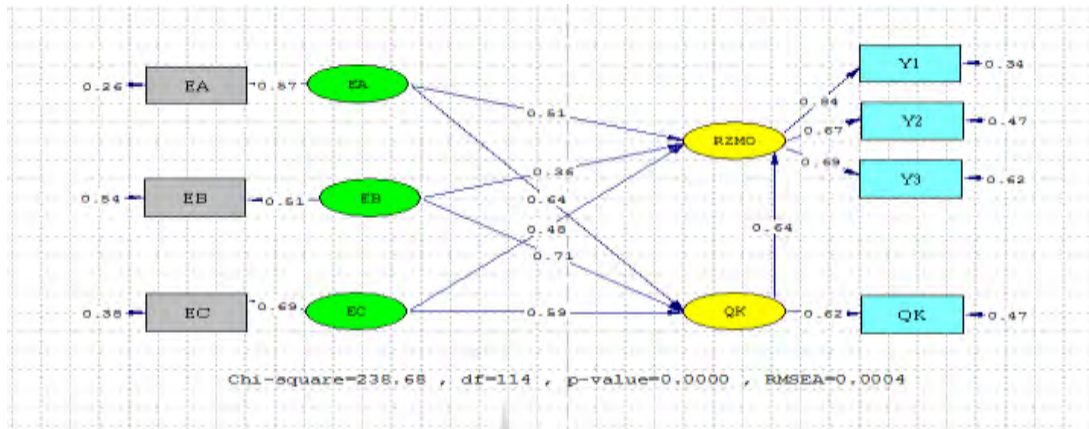 Y1
0.34
0.26
EA
0.87
EA
0.84
0.51
Y2
0.47
0.67
RZMO
0.69
Y3
0.62
0.36
0.54
EB
0.51
EB
0.64
0.48
0.64
0.71
0.38
EC
0.69
EC
0.59
QK
0.62
QK
0.47
Chi-square=238.68 , df=114 , p-value=0.0000 , RMSEA=0.0004